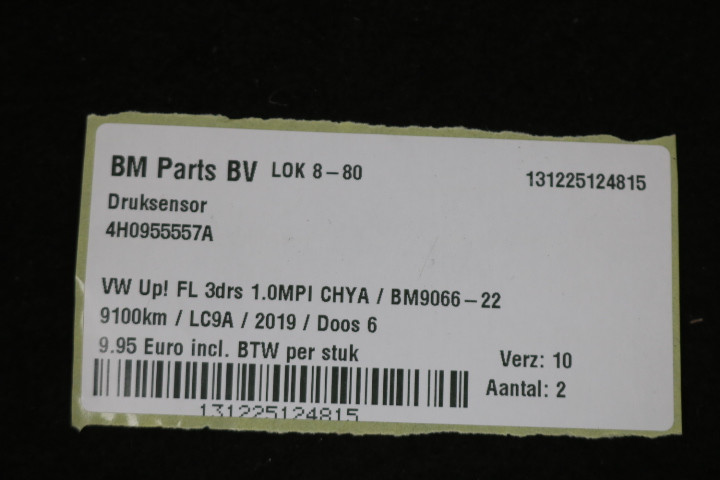 BM Parts BV LOK 8-80 131225124815
Druksensor
4H0955557A
VW Up! FL 3drs 1.0MPI CHYA / BM9066-22
9100km / LC9A / 2019 / Doos 6
9.95 Euro incl. BTW per stuk
Verz: 10
Aantal: 2
131225124815